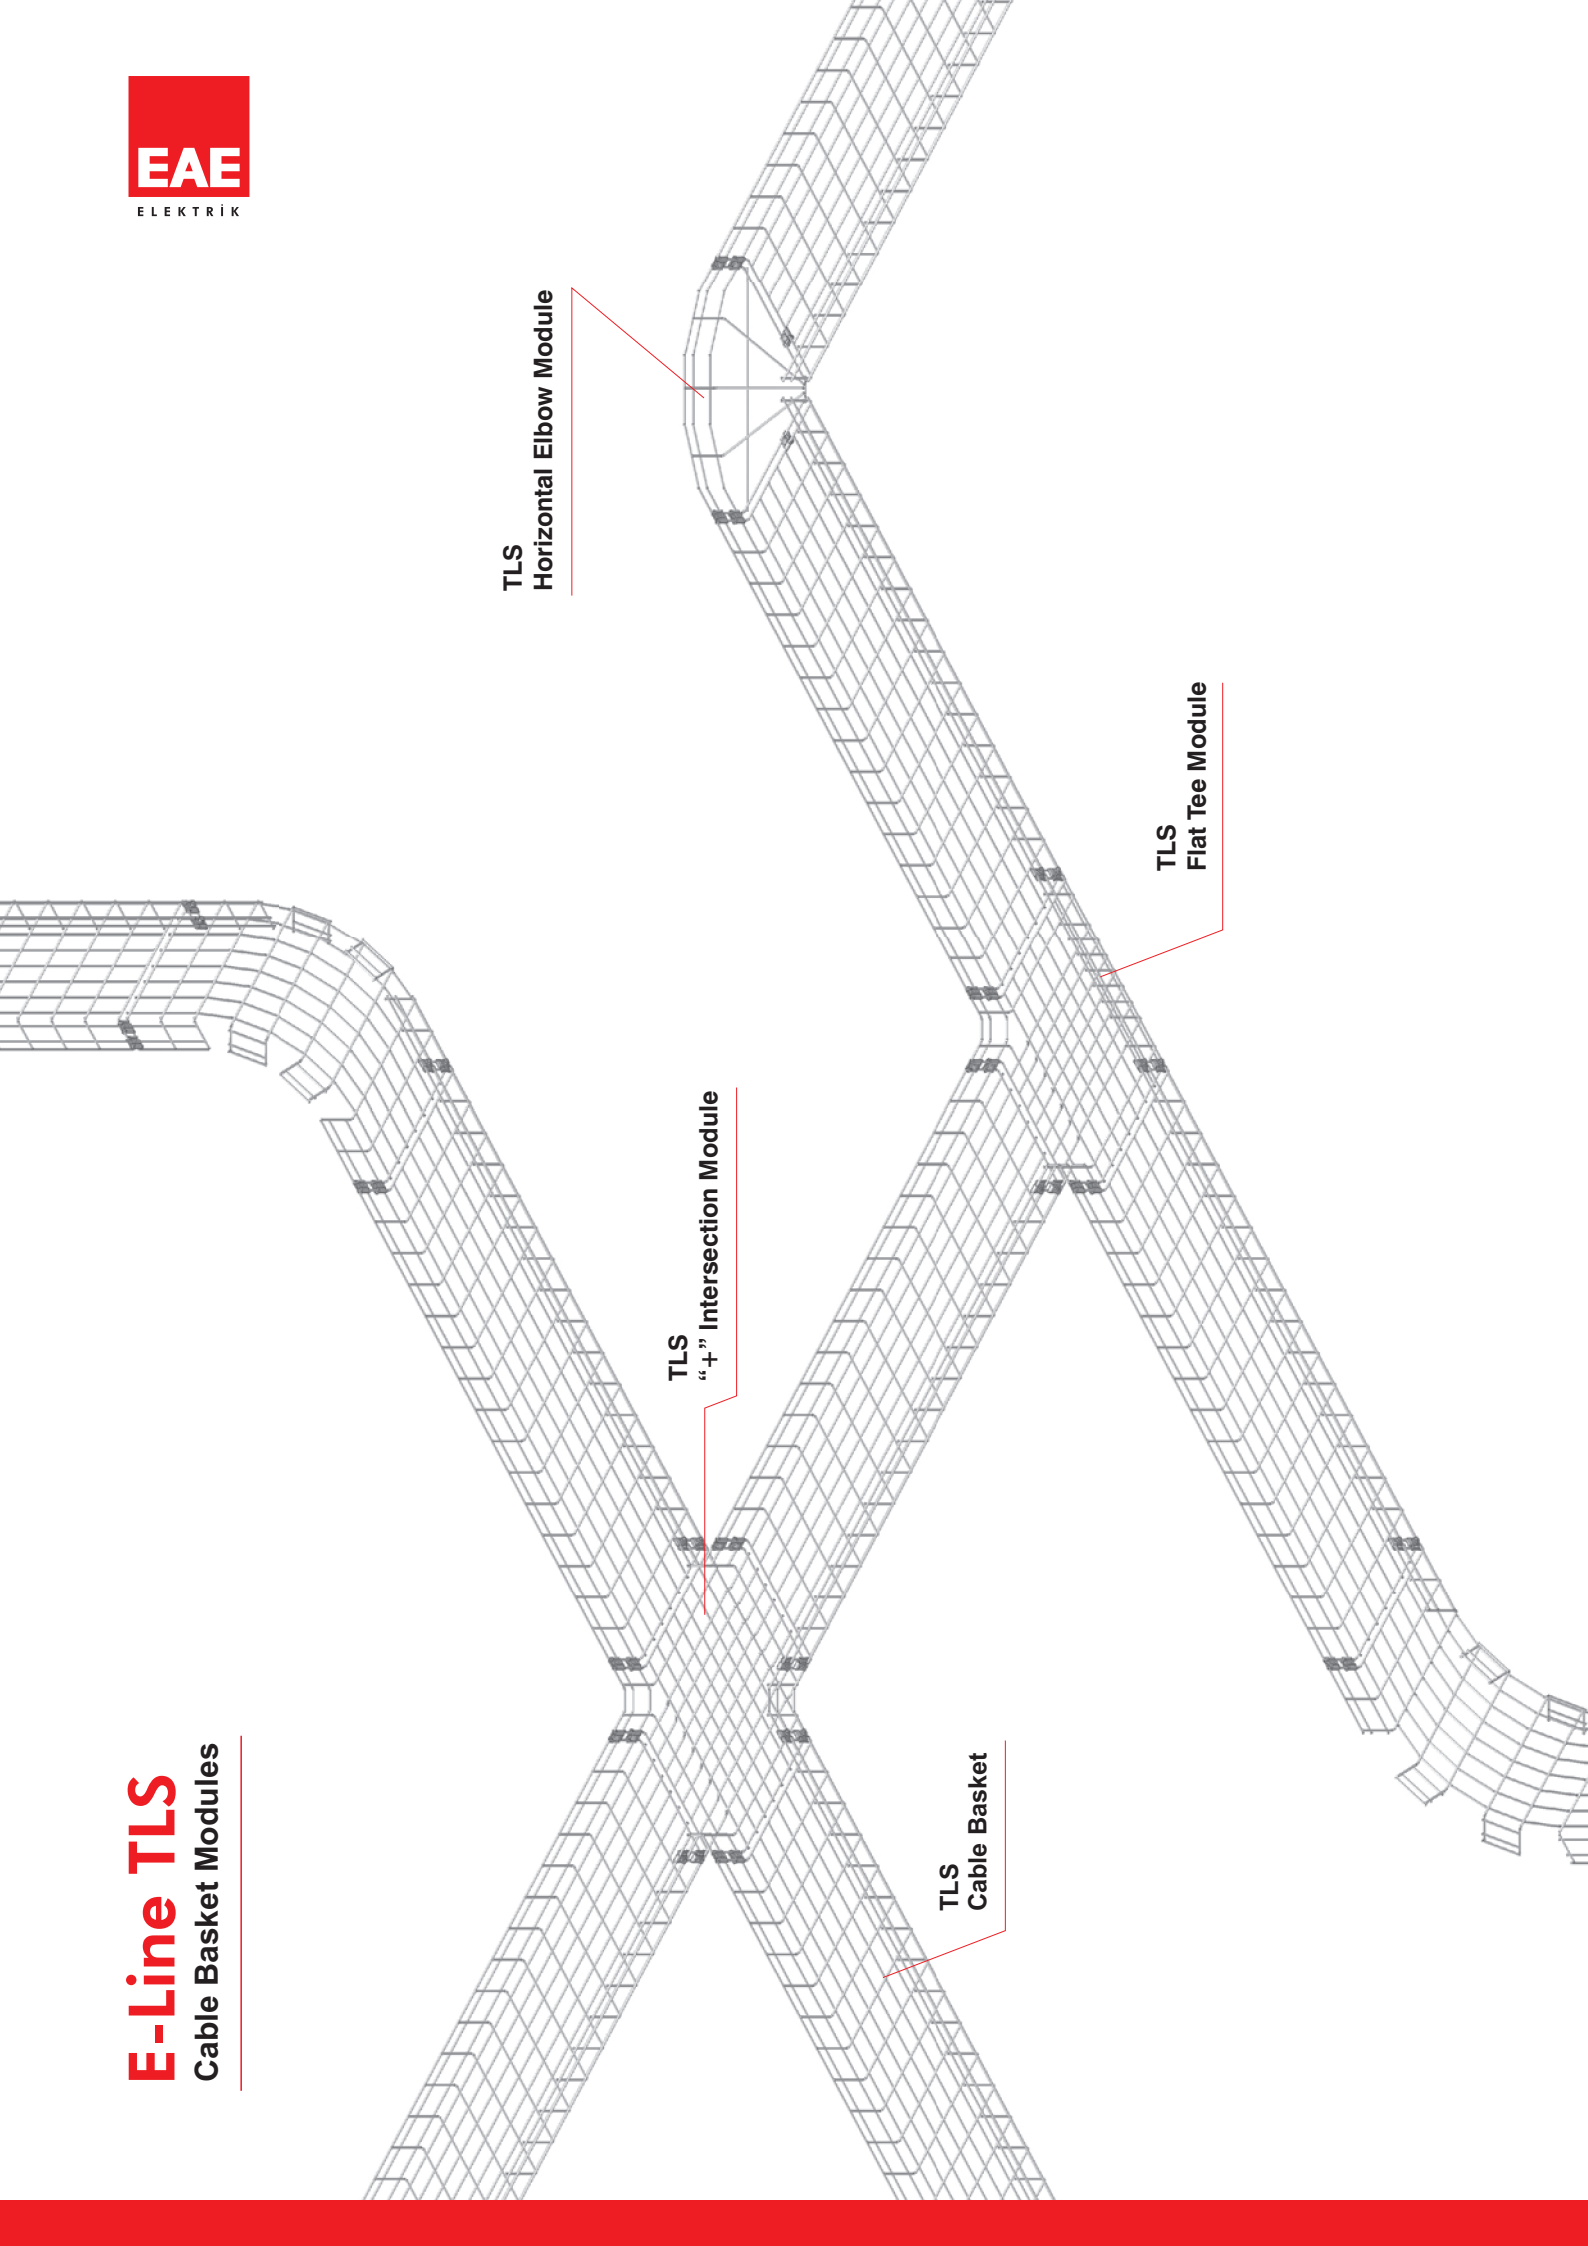 EAE
ELEKTRİK
E-Line TLS
Cable Basket Modules
TLS
Horizontal Elbow Module
TLS
“+” Intersection Module
TLS
Cable Basket
TLS
Flat Tee Module